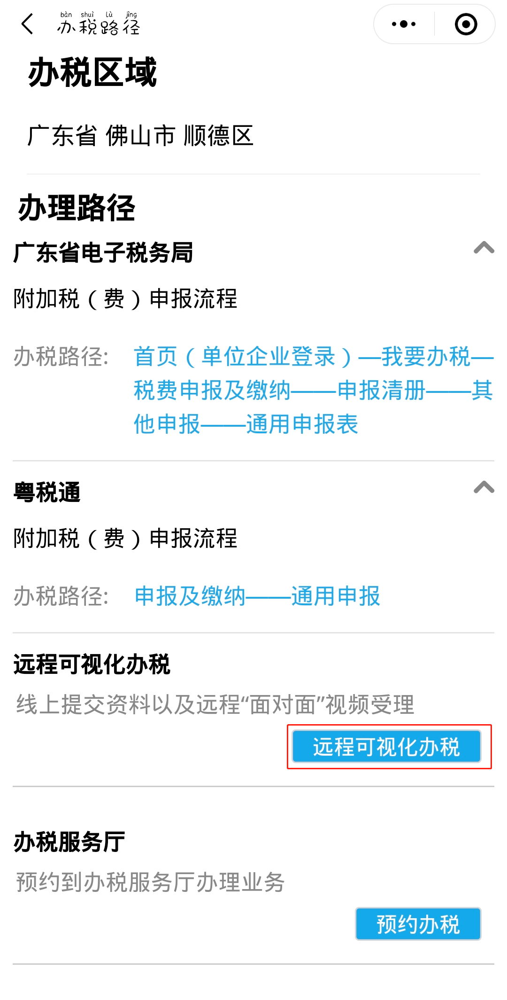 bàn shuì lù jìng
办税路径
办税区域
广东省 佛山市 顺德区
办理路径
广东省电子税务局
附加税（费）申报流程
办税路径: 首页（单位企业登录）—我要办税—
税费申报及缴纳——申报清册——其
他申报——通用申报表
粤税通
附加税（费）申报流程
办税路径: 申报及缴纳——通用申报
远程可视化办税
线上提交资料以及远程“面对面”视频受理
远程可视化办税
办税服务厅
预约到办税服务厅办理业务
预约办税